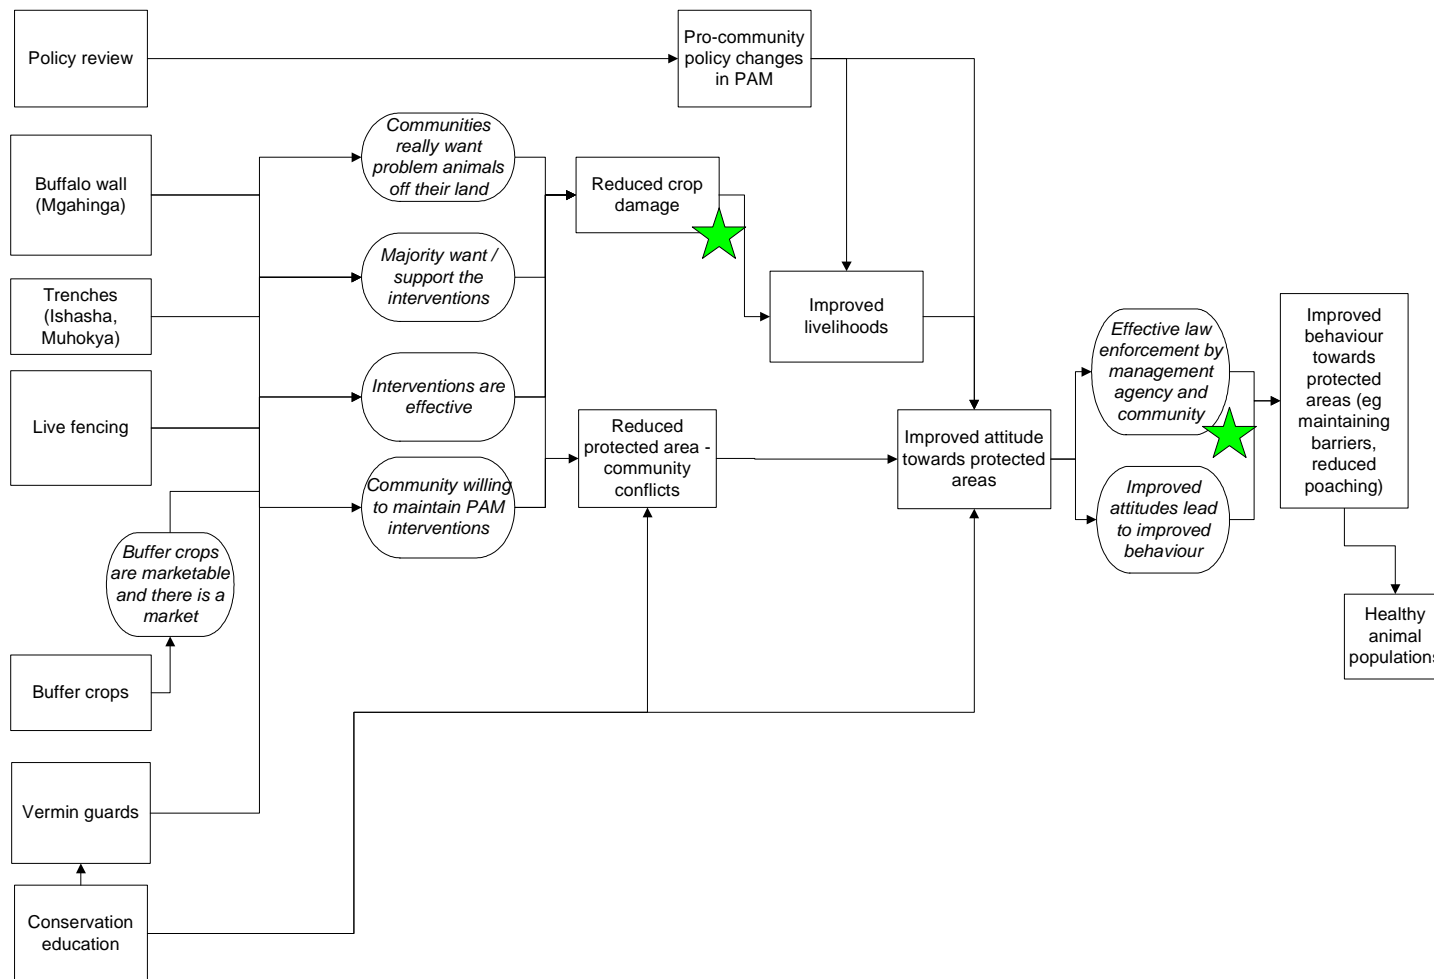 Policy review
Pro-community
policy changes
in PAM
Buffalo wall
(Mgahinga)
Communities
really want
problem animals
off their land
Reduced crop
damage
Trenches
(Ishasha,
Muhokya)
Majority want /
support the
interventions
Improved
livelihoods
Live fencing
Interventions are
effective
Reduced
protected area -
community
conflicts
Improved attitude
towards protected
areas
Effective law
enforcement by
management
agency and
community
Improved
behaviour
towards
protected
areas (eg
maintaining
barriers,
reduced
poaching)
Community willing
to maintain PAM
interventions
Improved
attitudes lead
to improved
behaviour
Buffer crops
are marketable
and there is a
market
Healthy
animal
populations
Buffer crops
Vermin guards
Conservation
education